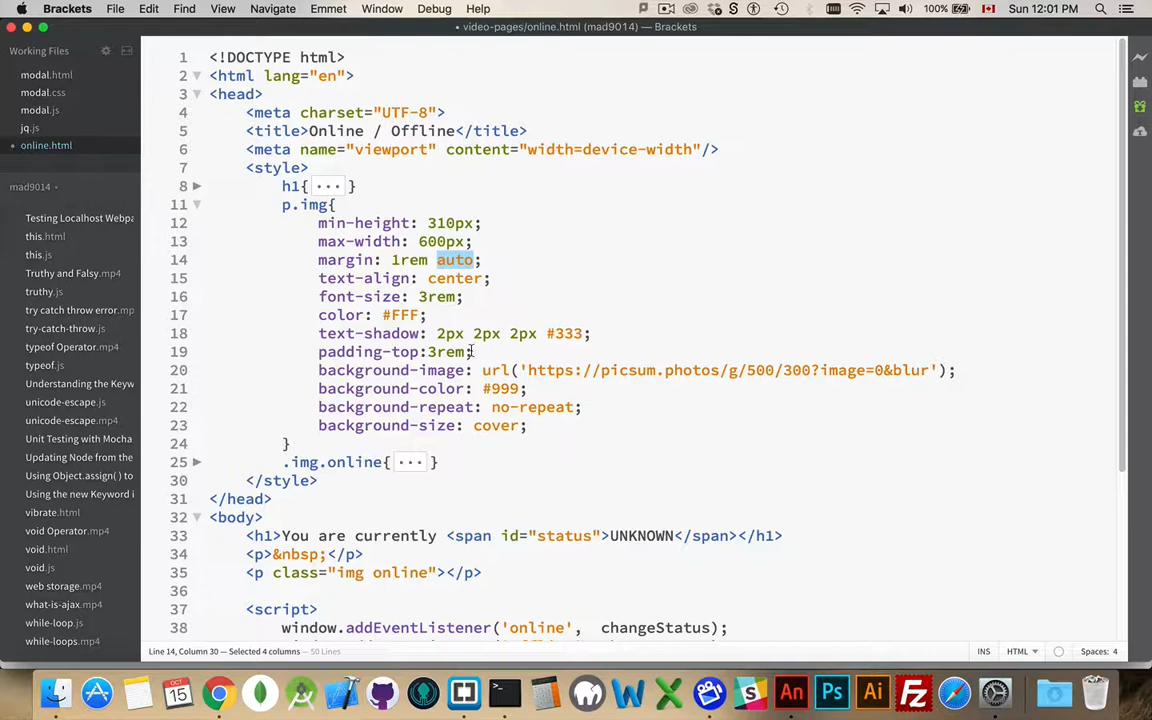 Brackets File Edit Find View Navigate Emmet Window Debug Help 100% Sun 12:01 PM
• video-pages/online.html (mad9014) — Brackets
Working Files
modal.html
modal.css
modal.js
jq.js
• online.html
mad9014
Testing Localhost Webpa
this.html
this.js
Truthy and Falsy.mp4
truthy.js
try catch throw error.mp
try-catch-throw.js
typeof Operator.mp4
typeof.js
Understanding the Keyw
unicode-escape.js
unicode-escape.mp4
Unit Testing with Mocha
Updating Node from the
Using Object.assign() to
Using the new Keyword i
vibrate.html
void Operator.mp4
void.html
void.js
web storage.mp4
what-is-ajax.mp4
while-loop.js
while-loops.mp4
1 <!DOCTYPE html>
2 <html lang="en">
3 <head>
4 <meta charset="UTF-8">
5 <title>Online / Offline</title>
6 <meta name="viewport" content="width=device-width"/>
7 <style>
8 h1{ ... }
11 p.img{
12 min-height: 310px;
13 max-width: 600px;
14 margin: 1rem auto;
15 text-align: center;
16 font-size: 3rem;
17 color: #FFF;
18 text-shadow: 2px 2px 2px #333;
19 padding-top:3rem;
20 background-image: url('https://picsum.photos/g/500/300?image=0&blur');
21 background-color: #999;
22 background-repeat: no-repeat;
23 background-size: cover;
24 }
25 .img.online{ ... }
30 </style>
31 </head>
32 <body>
33 <h1>You are currently <span id="status">UNKNOWN</span></h1>
34 <p>&nbsp;</p>
35 <p class="img online"></p>
36
37 <script>
38 window.addEventListener('online', changeStatus);
Line 14, Column 30 — Selected 4 columns — 50 Lines INS HTML Spaces: 4
OCT 15 An Ps Ai Fz